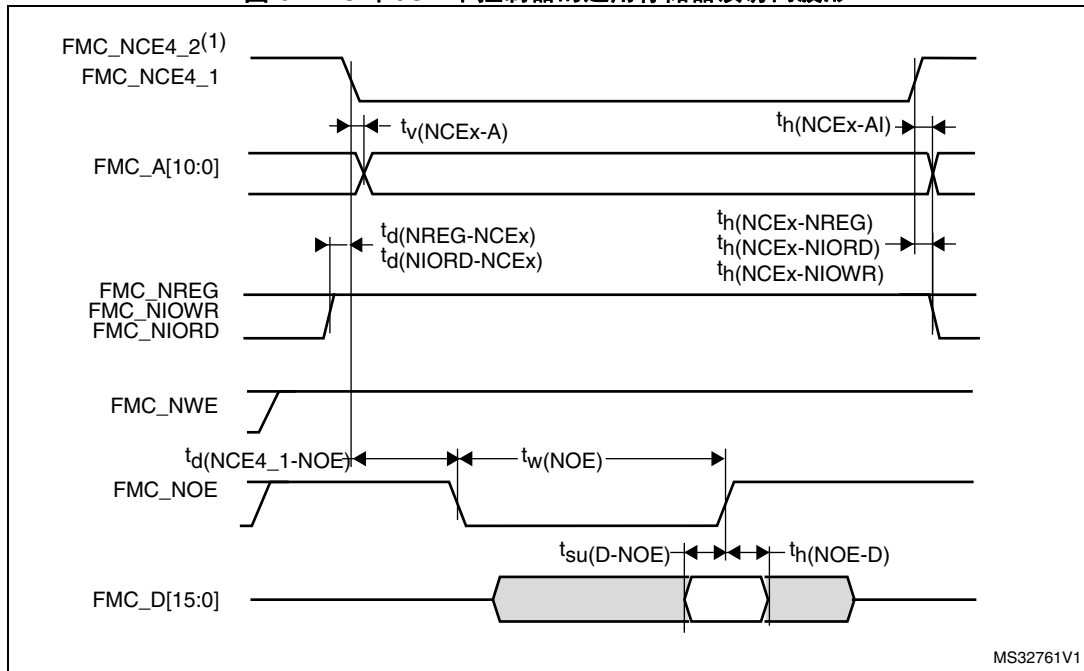 FMC_NCE4_2(1)
FMC_NCE4_1
tv(NCEx-A)
th(NCEx-AI)
FMC_A[10:0]
td(NREG-NCEx)
td(NIORD-NCEx)
th(NCEx-NREG)
th(NCEx-NIORD)
th(NCEx-NIOWR)
FMC_NREG
FMC_NIOWR
FMC_NIORD
FMC_NWE
td(NCE4_1-NOE)
tw(NOE)
FMC_NOE
tsu(D-NOE)
th(NOE-D)
FMC_D[15:0]
MS32761V1